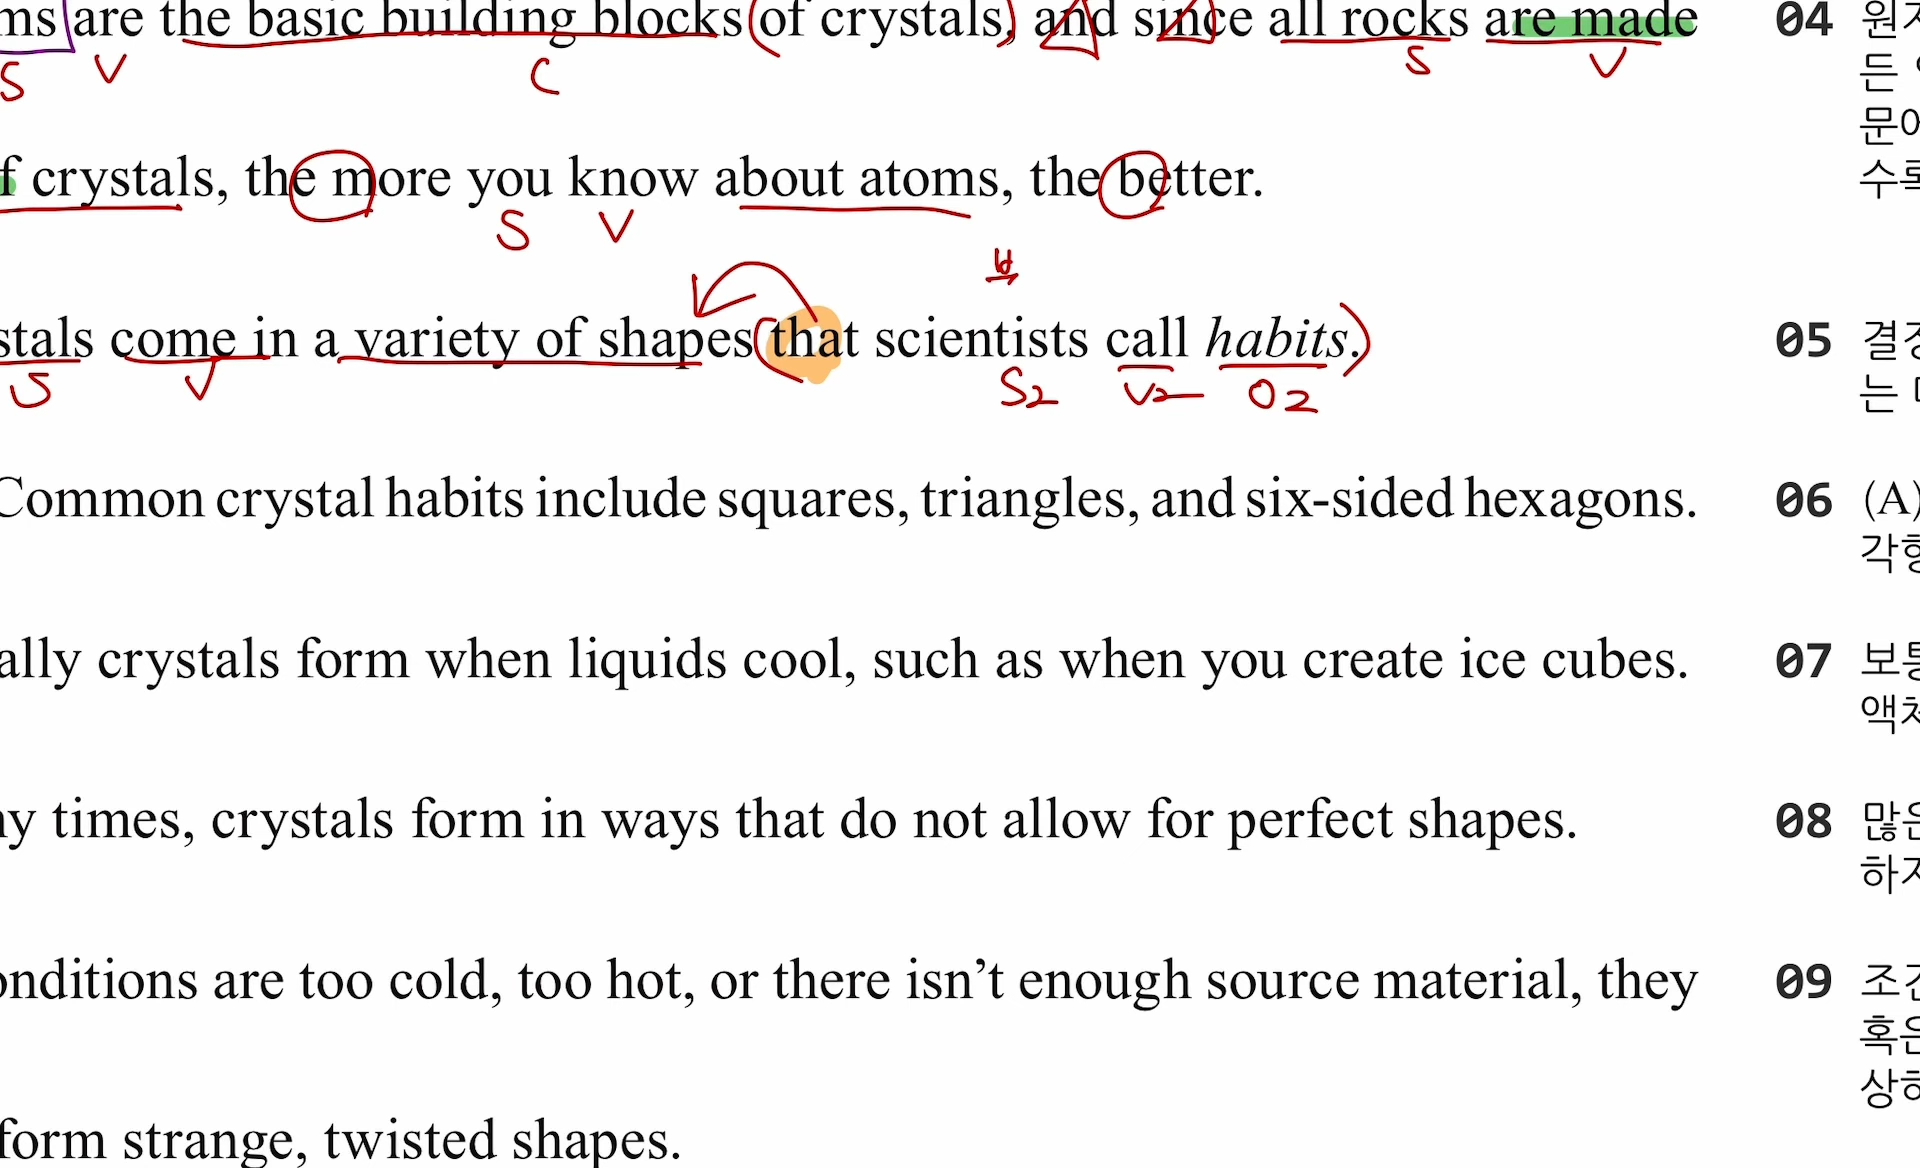 ms are the basic building blocks (of crystals,) and since all rocks are made
S V C S V
04
든
f crystals, the more you know about atoms, the better.
S V
stals come in a variety of shapes (that scientists call habits.)
S V S2 V2 O2
05
는
Common crystal habits include squares, triangles, and six-sided hexagons.
06 (A)
ally crystals form when liquids cool, such as when you create ice cubes.
07
y times, crystals form in ways that do not allow for perfect shapes.
08
onditions are too cold, too hot, or there isn't enough source material, they
09
form strange, twisted shapes.